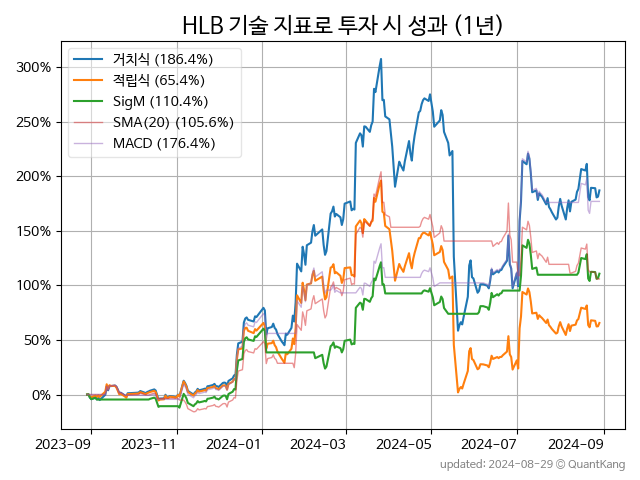 HLB 기술 지표로 투자 시 성과 (1년)
거치식 (186.4%)
적립식 (65.4%)
SigM (110.4%)
SMA(20) (105.6%)
MACD (176.4%)
300%
250%
200%
150%
100%
50%
0%
2023-09 2023-11 2024-01 2024-03 2024-05 2024-07 2024-09
updated: 2024-08-29 © QuantKang